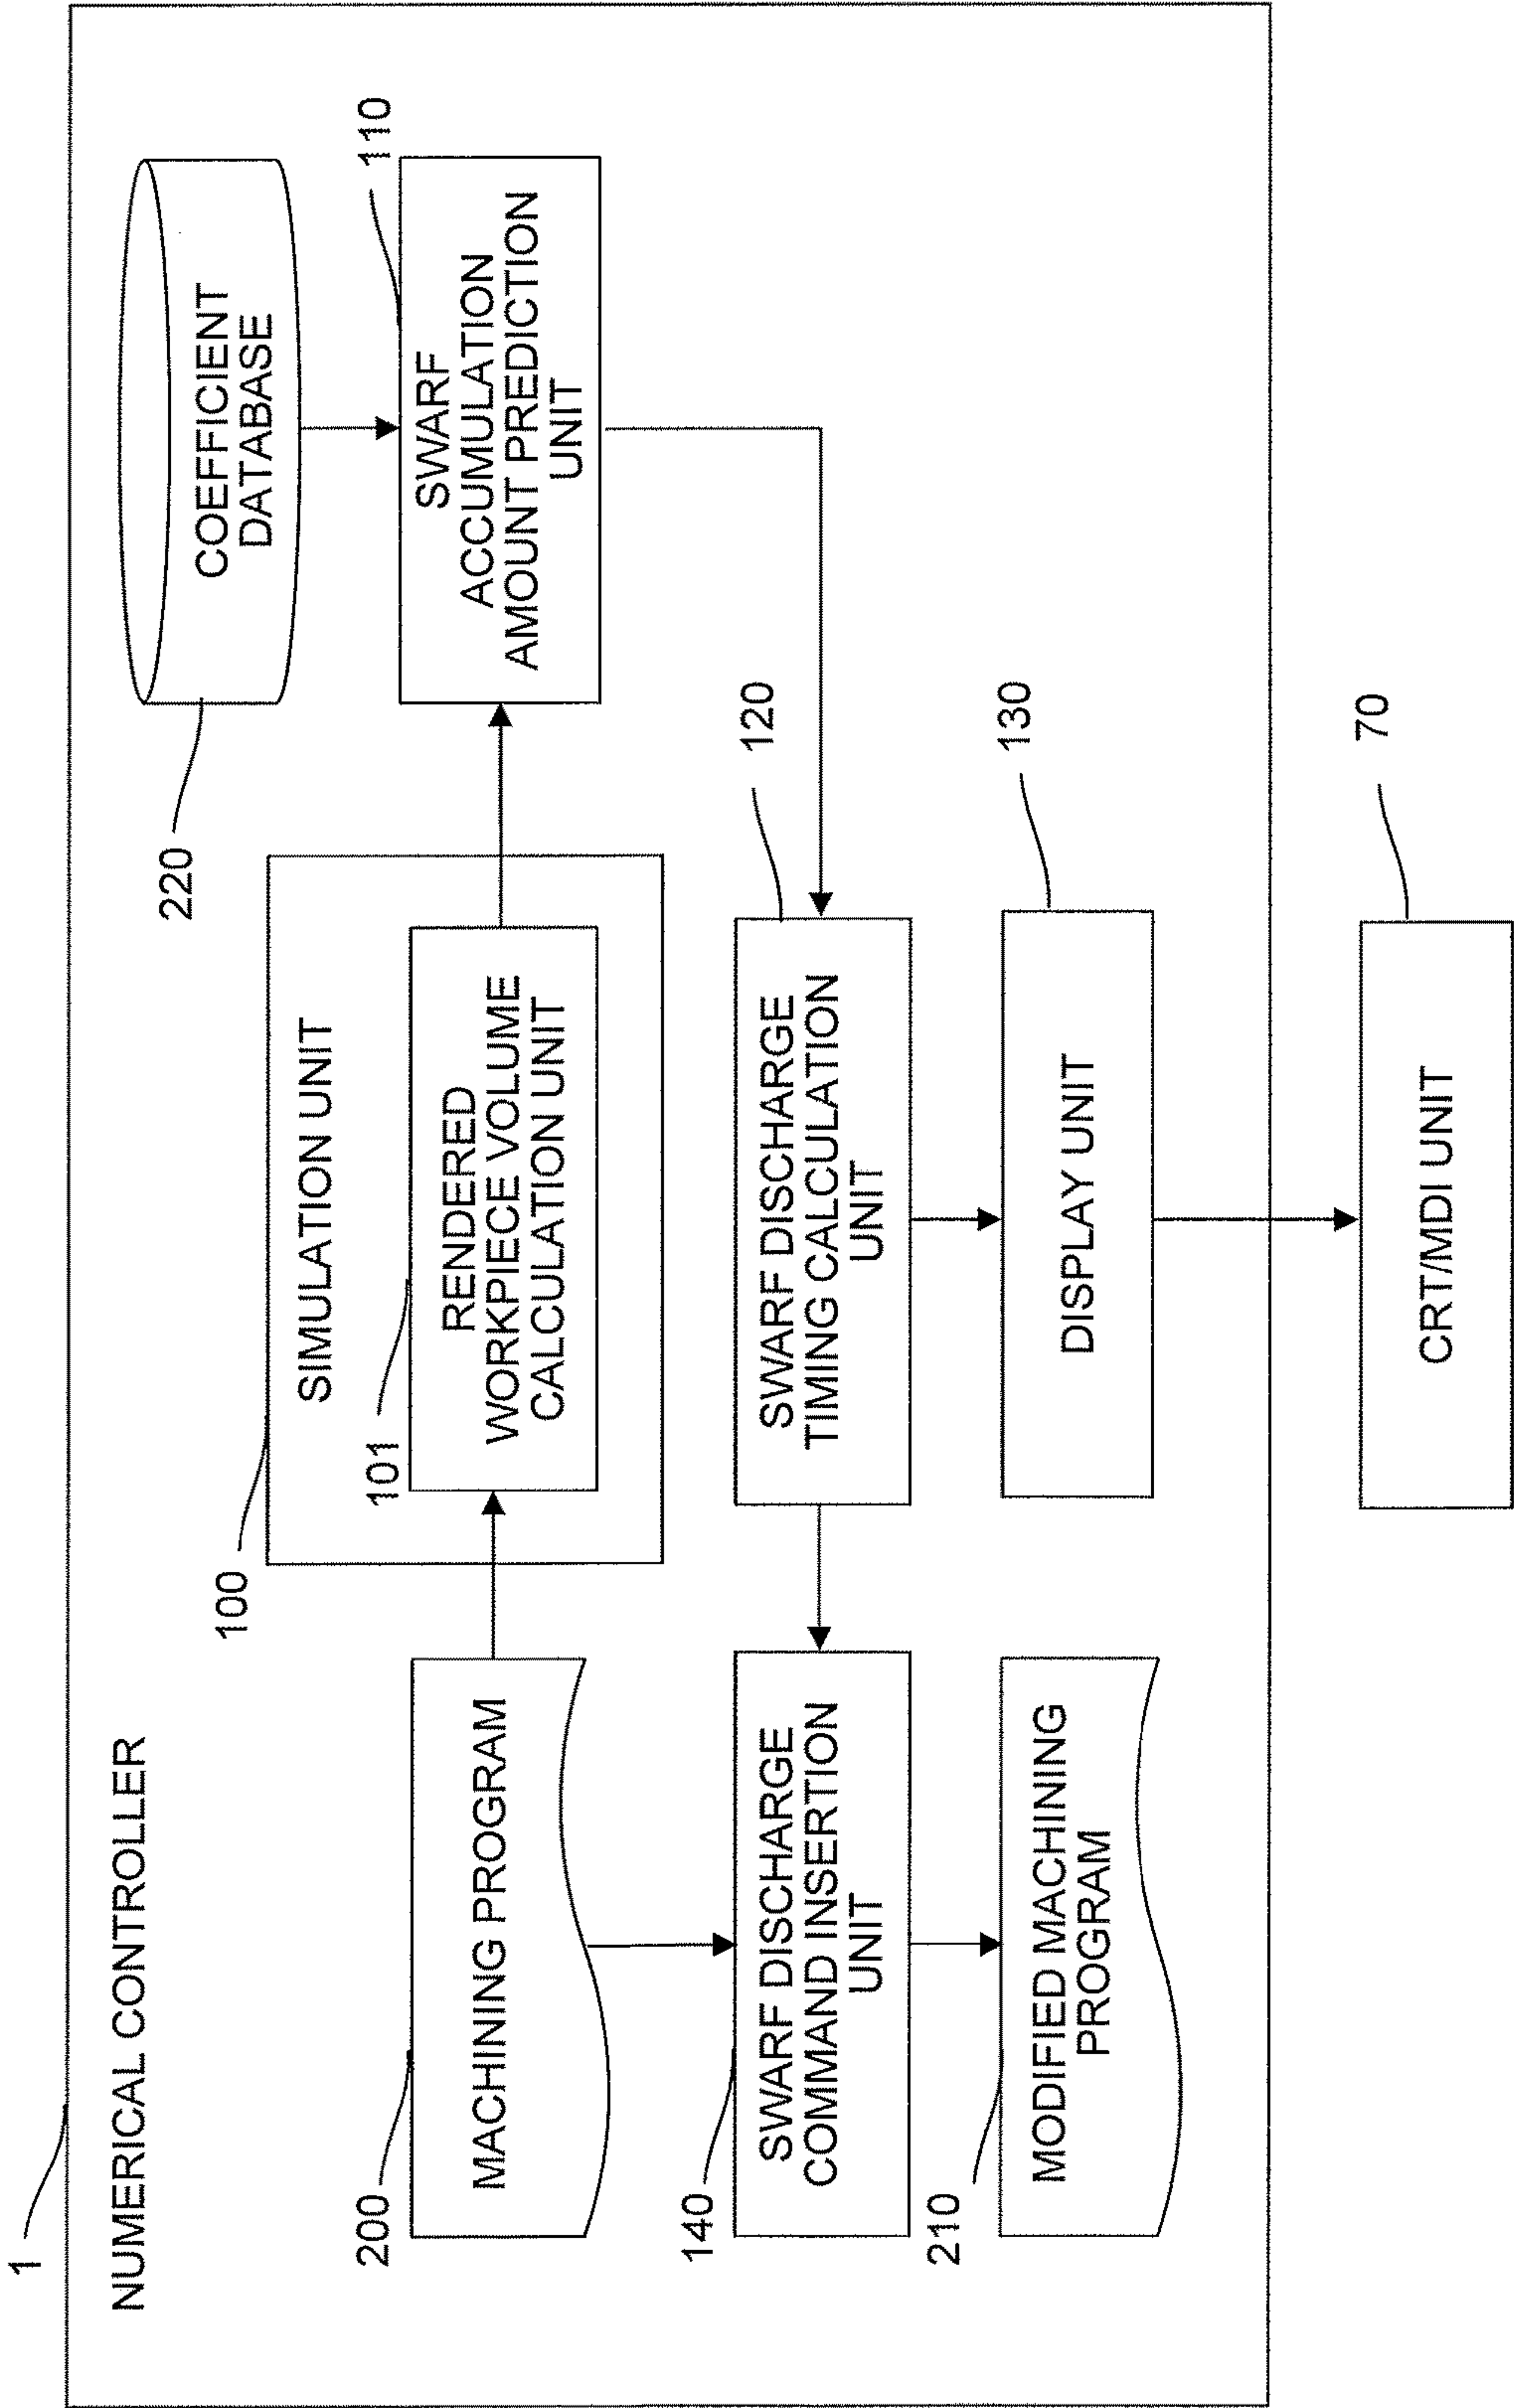 1
NUMERICAL CONTROLLER
100
SIMULATION UNIT
220
COEFFICIENT
DATABASE
200
MACHINING PROGRAM
101
RENDERED
WORKPIECE VOLUME
CALCULATION UNIT
110
SWARF
ACCUMULATION
AMOUNT PREDICTION
UNIT
140
SWARF DISCHARGE
COMMAND INSERTION
UNIT
120
SWARF DISCHARGE
TIMING CALCULATION
UNIT
210
MODIFIED MACHINING
PROGRAM
130
DISPLAY UNIT
70
CRT/MDI UNIT